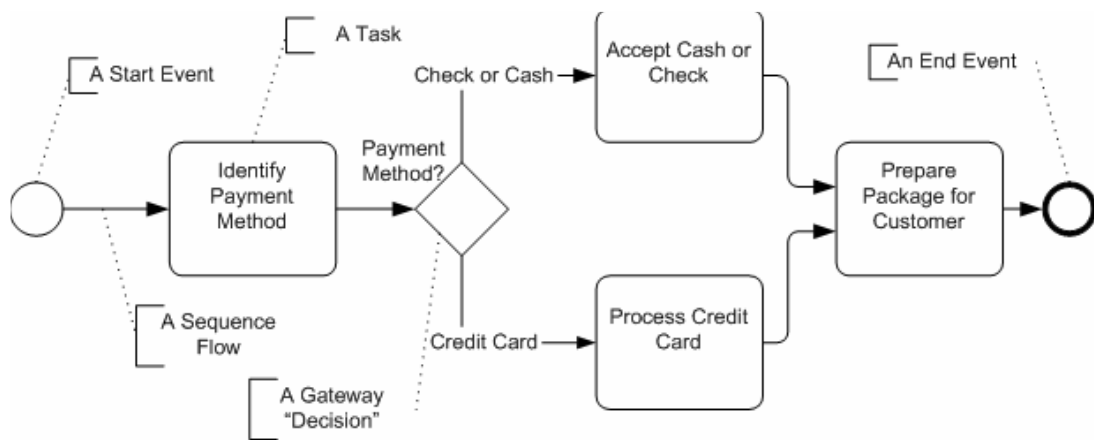 A Start Event
A Task
Check or Cash
Accept Cash or
Check
An End Event
Identify
Payment
Method
Payment
Method?
Prepare
Package for
Customer
A Sequence
Flow
Credit Card
Process Credit
Card
A Gateway
“Decision”